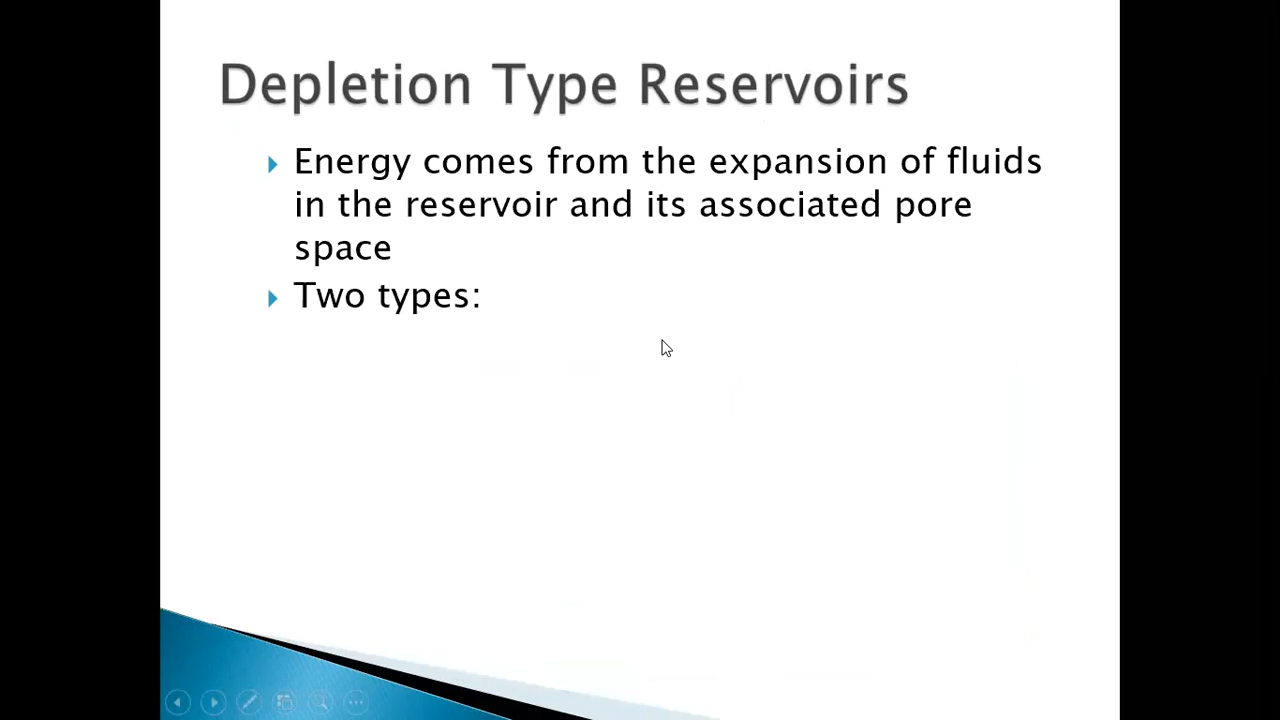 Depletion Type Reservoirs
Energy comes from the expansion of fluids
in the reservoir and its associated pore
space
Two types: